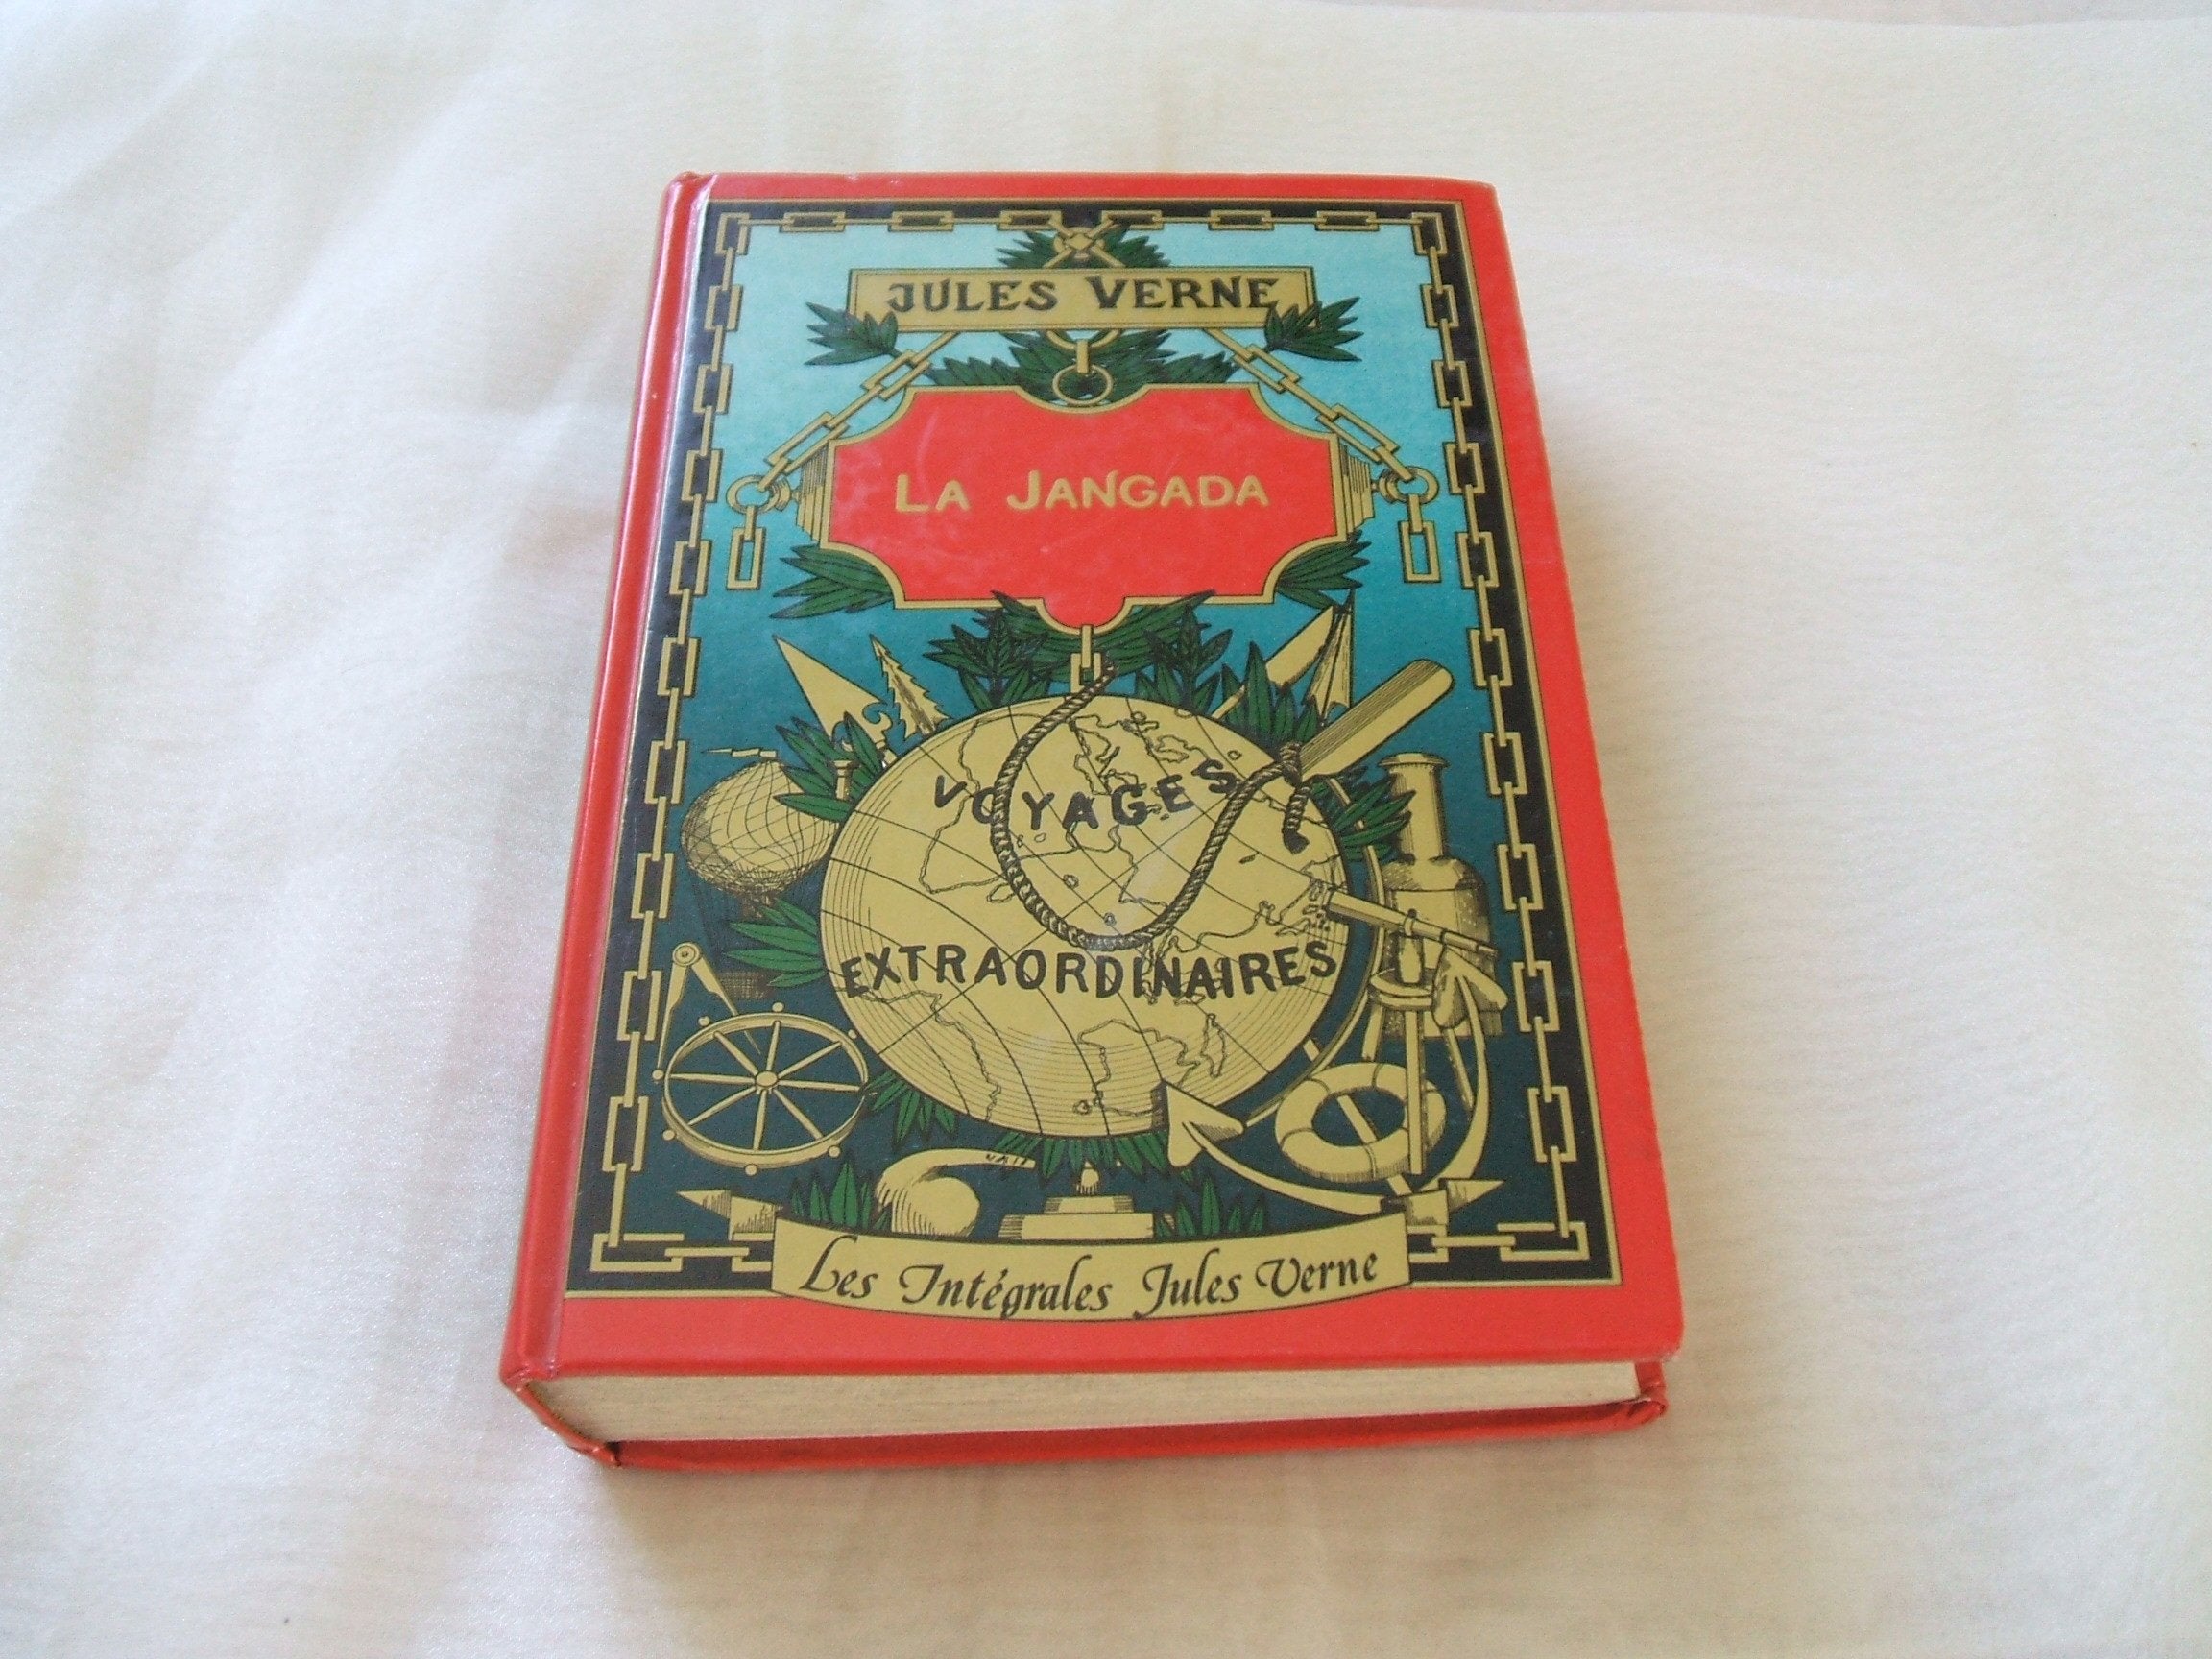 JULES VERNE
LA JANGADA
VOYAGES
EXTRAORDINAIRES
Les Intégrales Jules Verne